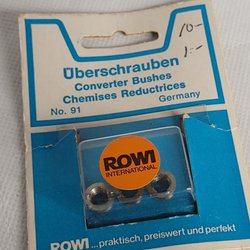 10.-
1.-
Überschrauben
Converter Bushes
Chemises Reductrices
No. 91 Germany
ROWI
INTERNATIONAL
ROWI...praktisch, preiswert und perfekt